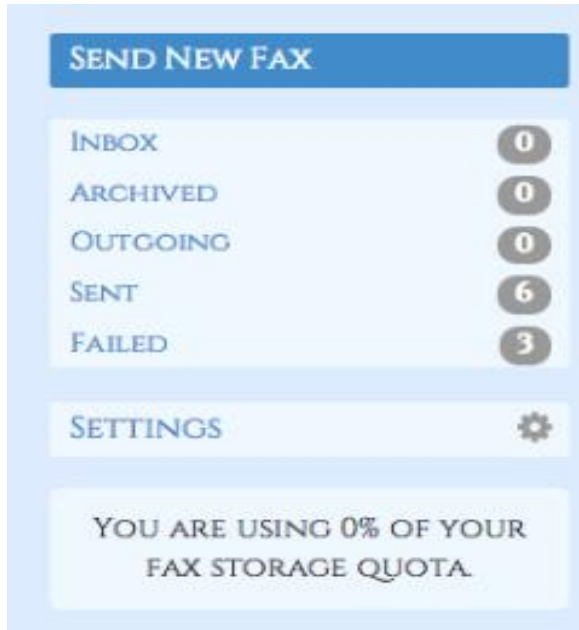 Send New Fax
Inbox 0
Archived 0
Outgoing 0
Sent 6
Failed 3
Settings
You are using 0% of your
fax storage quota.